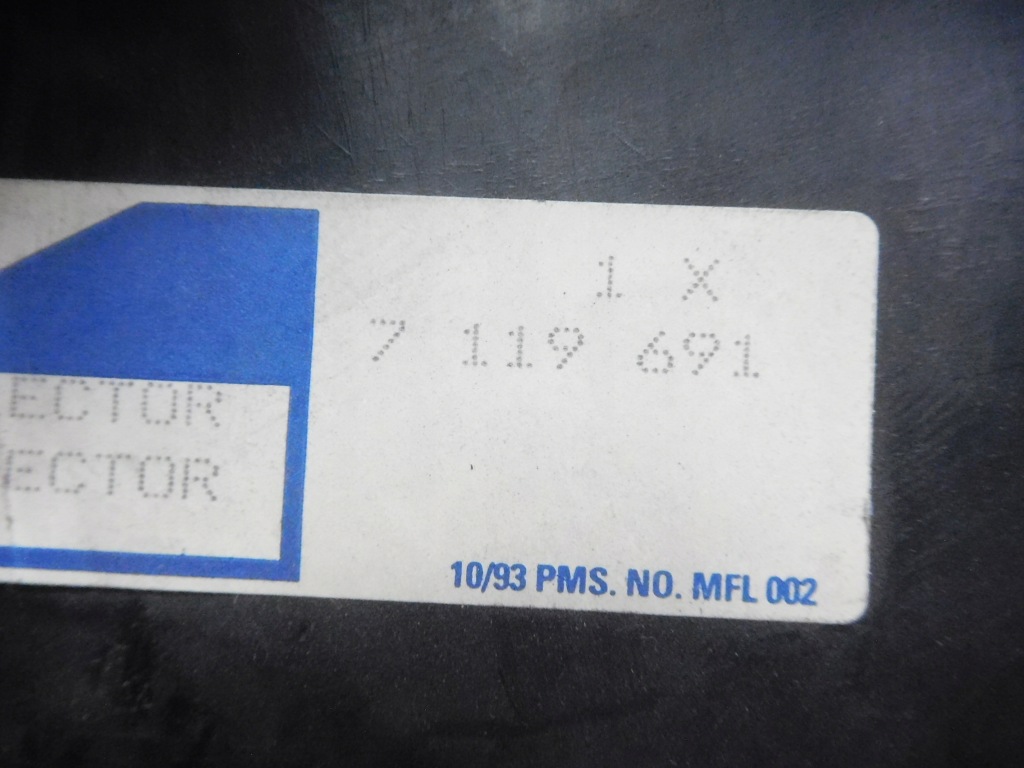 1 X
7 119 691
ECTOR
ECTOR
10/93 PMS. NO. MFL 002